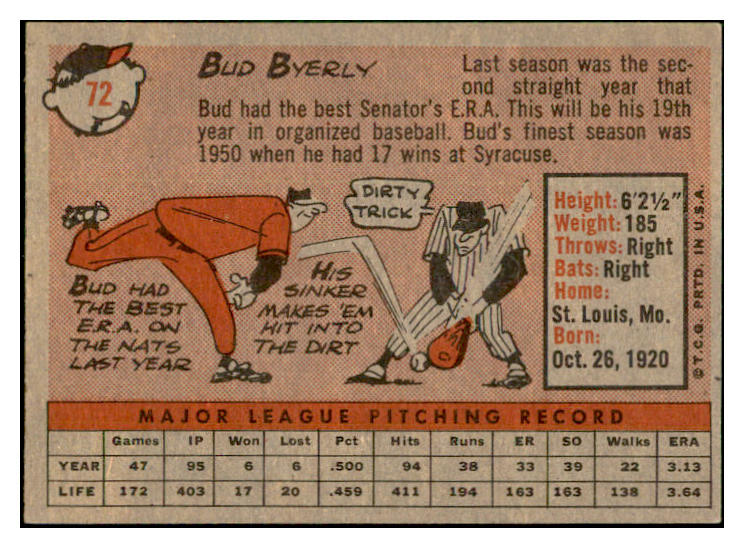 72
BUD BYERLY
Last season was the sec-
ond straight year that
Bud had the best Senator's E.R.A. This will be his 19th
year in organized baseball. Bud's finest season was
1950 when he had 17 wins at Syracuse.
BUD HAD
THE BEST
E.R.A. ON
THE NATS
LAST YEAR
HIS
SINKER
MAKES 'EM
HIT INTO
THE DIRT
DIRTY
TRICK
Height: 6'2½"
Weight: 185
Throws: Right
Bats: Right
Home:
St. Louis, Mo.
Born:
Oct. 26, 1920
© T.C.G. PRTD. IN U.S.A.
MAJOR LEAGUE PITCHING RECORD
Games IP Won Lost Pct Hits Runs ER SO Walks ERA
YEAR 47 95 6 6 .500 94 38 33 39 22 3.13
LIFE 172 403 17 20 .459 411 194 163 163 138 3.64